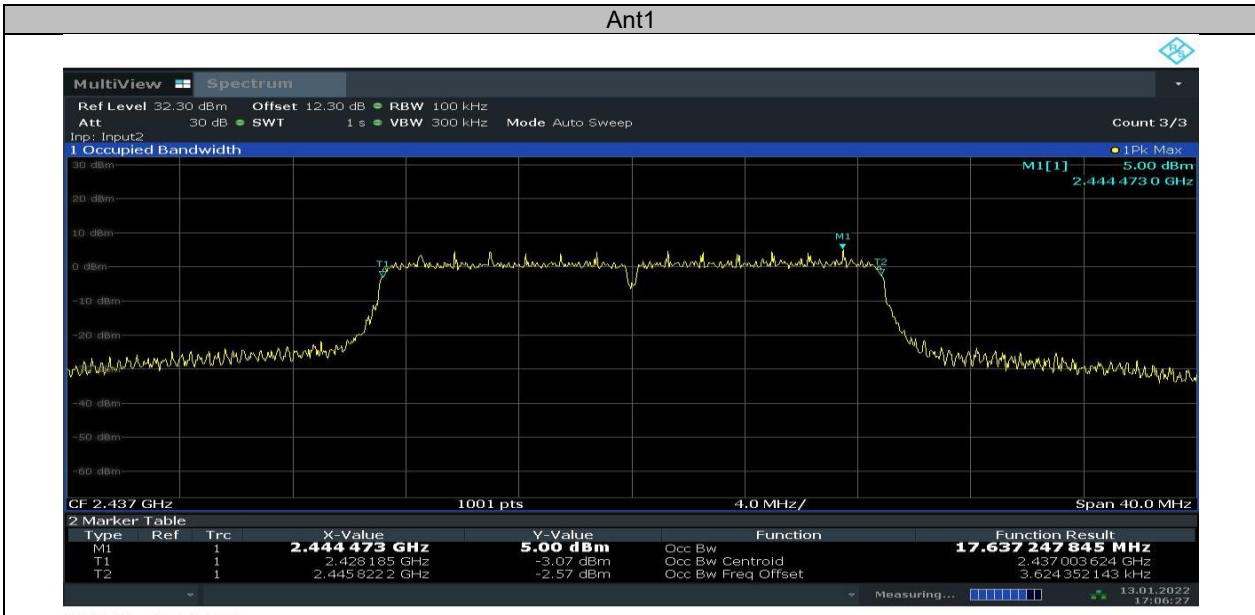 Ant1
R&S
MultiView Spectrum
Ref Level 32.30 dBm Offset 12.30 dB RBW 100 kHz
Att 30 dB SWT 1 s VBW 300 kHz Mode Auto Sweep Count 3/3
Inp: Input2
1 Occupied Bandwidth 1Pk Max
30 dBm M1[1] 5.00 dBm
2.444 473 0 GHz
20 dBm
10 dBm
M1
0 dBm T1 T2
-10 dBm
-20 dBm
-40 dBm
-50 dBm
-60 dBm
CF 2.437 GHz 1001 pts 4.0 MHz/ Span 40.0 MHz
2 Marker Table
Type Ref Trc X-Value Y-Value Function Function Result
M1 1 2.444 473 GHz 5.00 dBm Occ Bw 17.637 247 845 MHz
T1 1 2.428 185 GHz -3.07 dBm Occ Bw Centroid 2.437 003 624 GHz
T2 1 2.445 822 2 GHz -2.57 dBm Occ Bw Freq Offset 3.624 352 143 kHz
Measuring... 13.01.2022
17:06:27